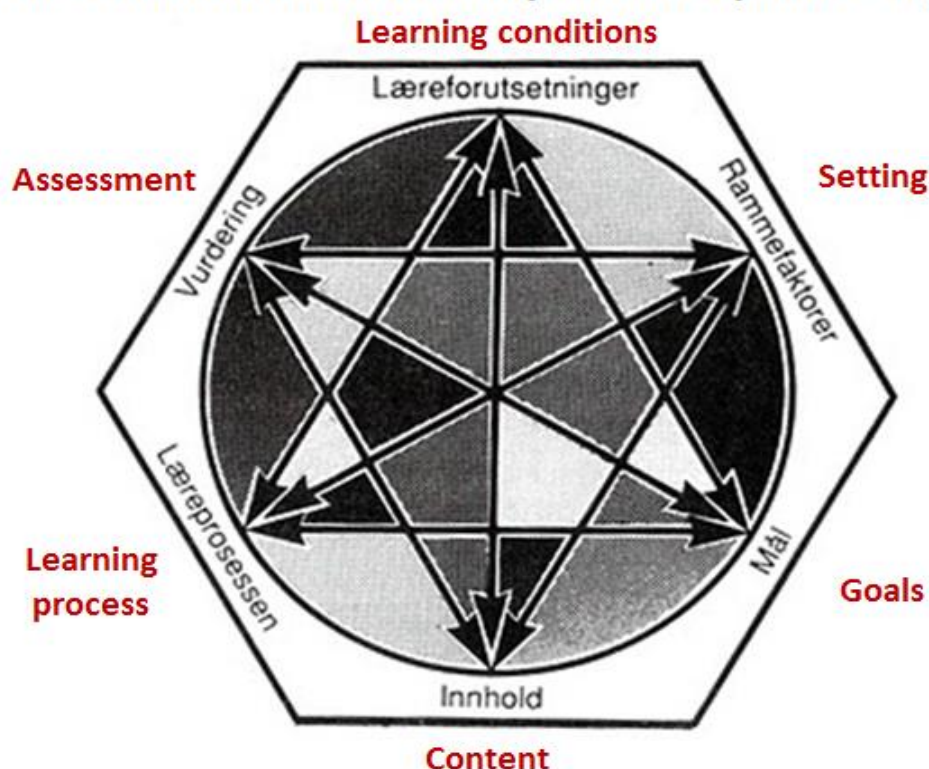 Learning conditions
Læreforutsetninger
Assessment
Vurdering
Rammefaktorer
Setting
Læreprosessen
Learning
process
Mål
Goals
Innhold
Content